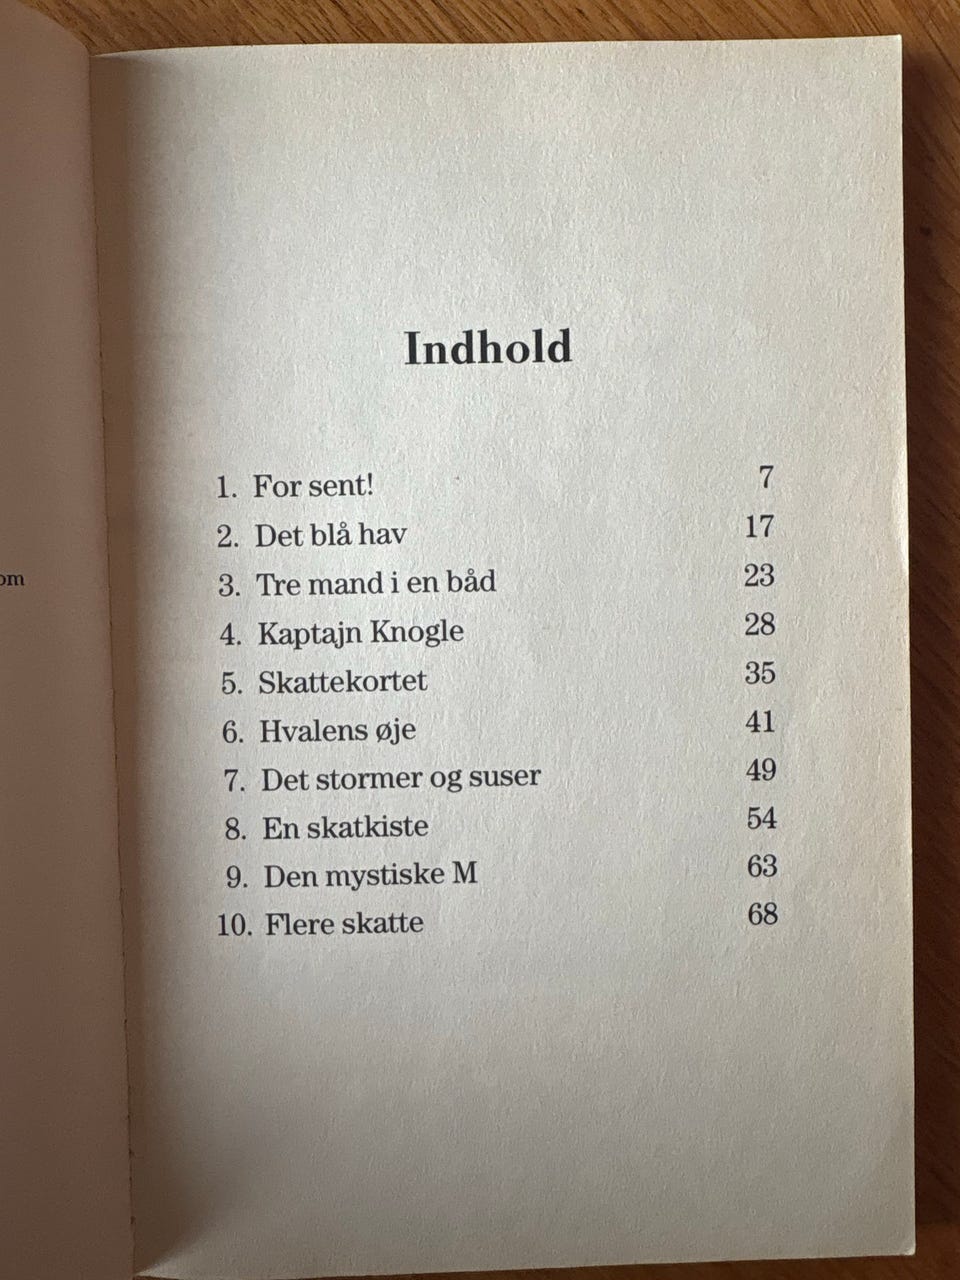 om
Indhold
1. For sent! 7
2. Det blå hav 17
3. Tre mand i en båd 23
4. Kaptajn Knogle 28
5. Skattekortet 35
6. Hvalens øje 41
7. Det stormer og suser 49
8. En skatkiste 54
9. Den mystiske M 63
10. Flere skatte 68